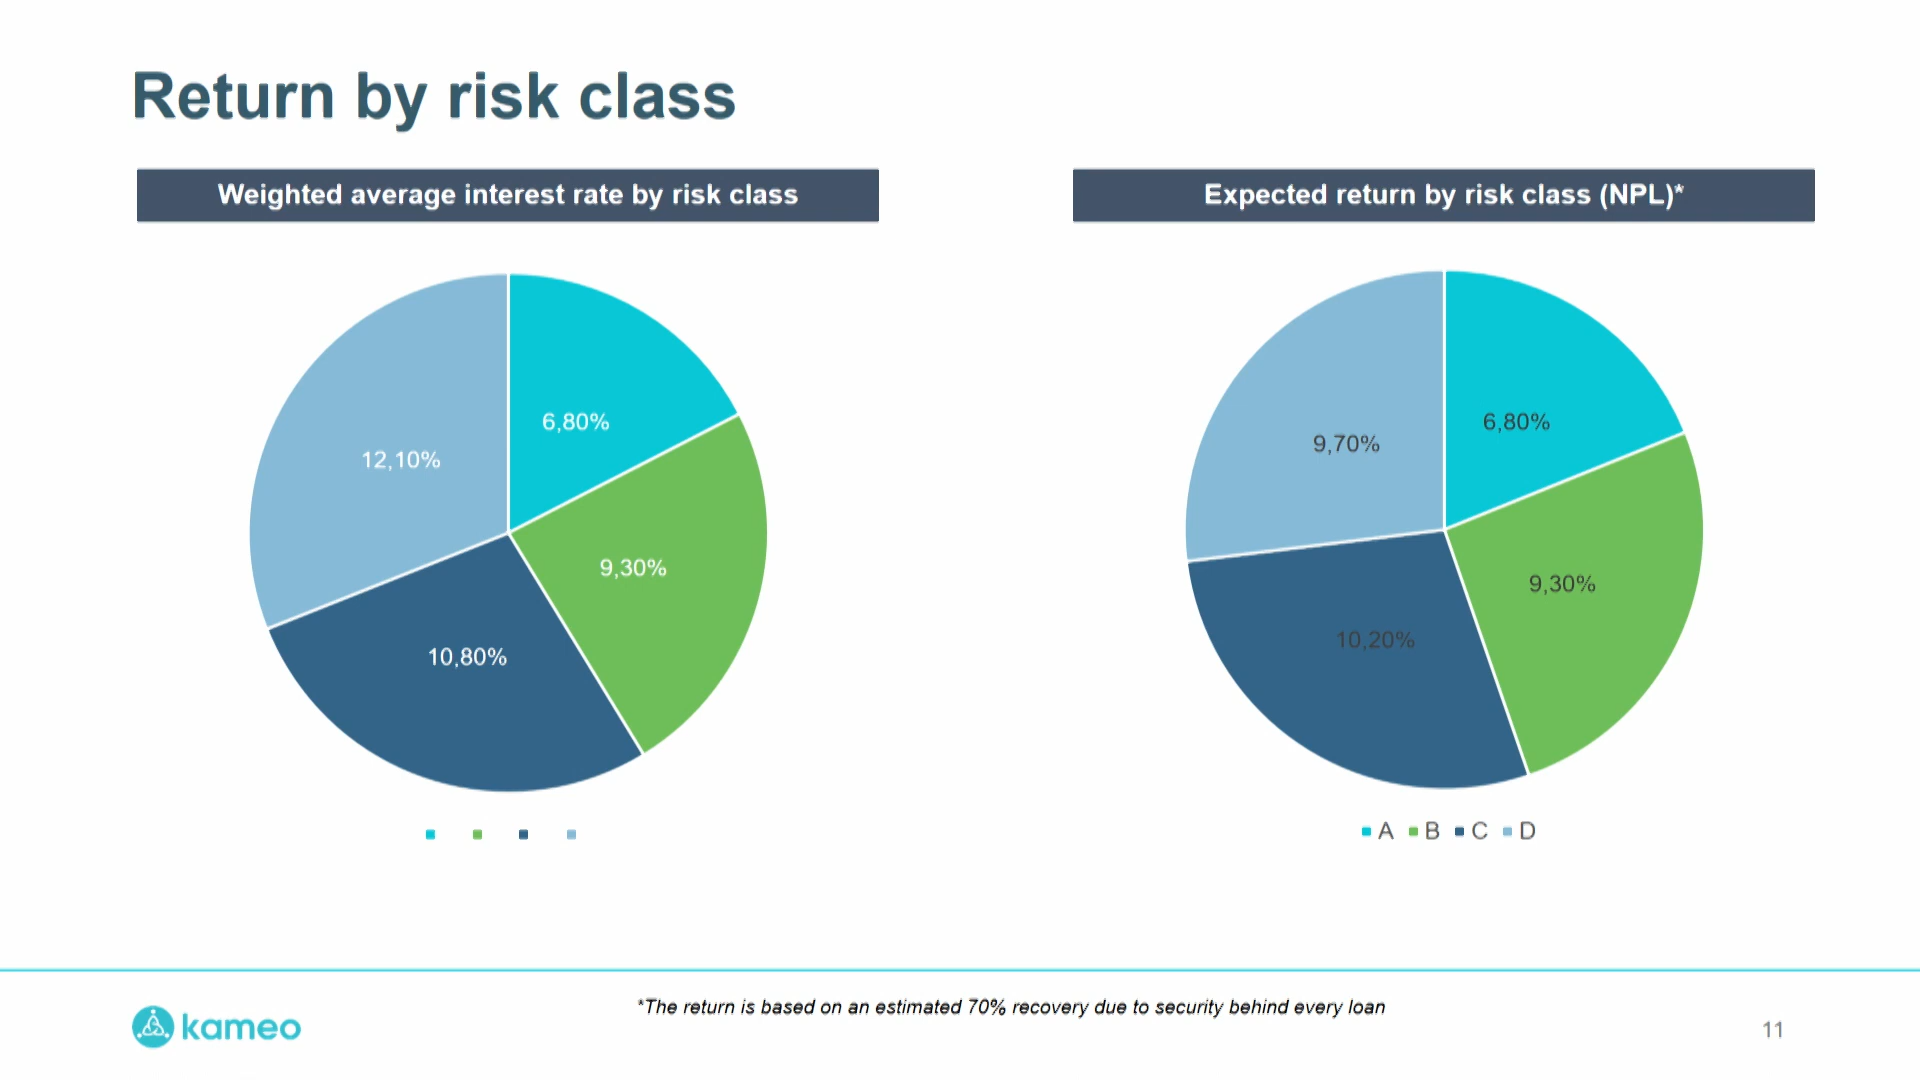 Return by risk class
Weighted average interest rate by risk class
6,80%
9,30%
10,80%
12,10%
Expected return by risk class (NPL)*
6,80%
9,30%
10,20%
9,70%
A B C D
*The return is based on an estimated 70% recovery due to security behind every loan
kameo
11